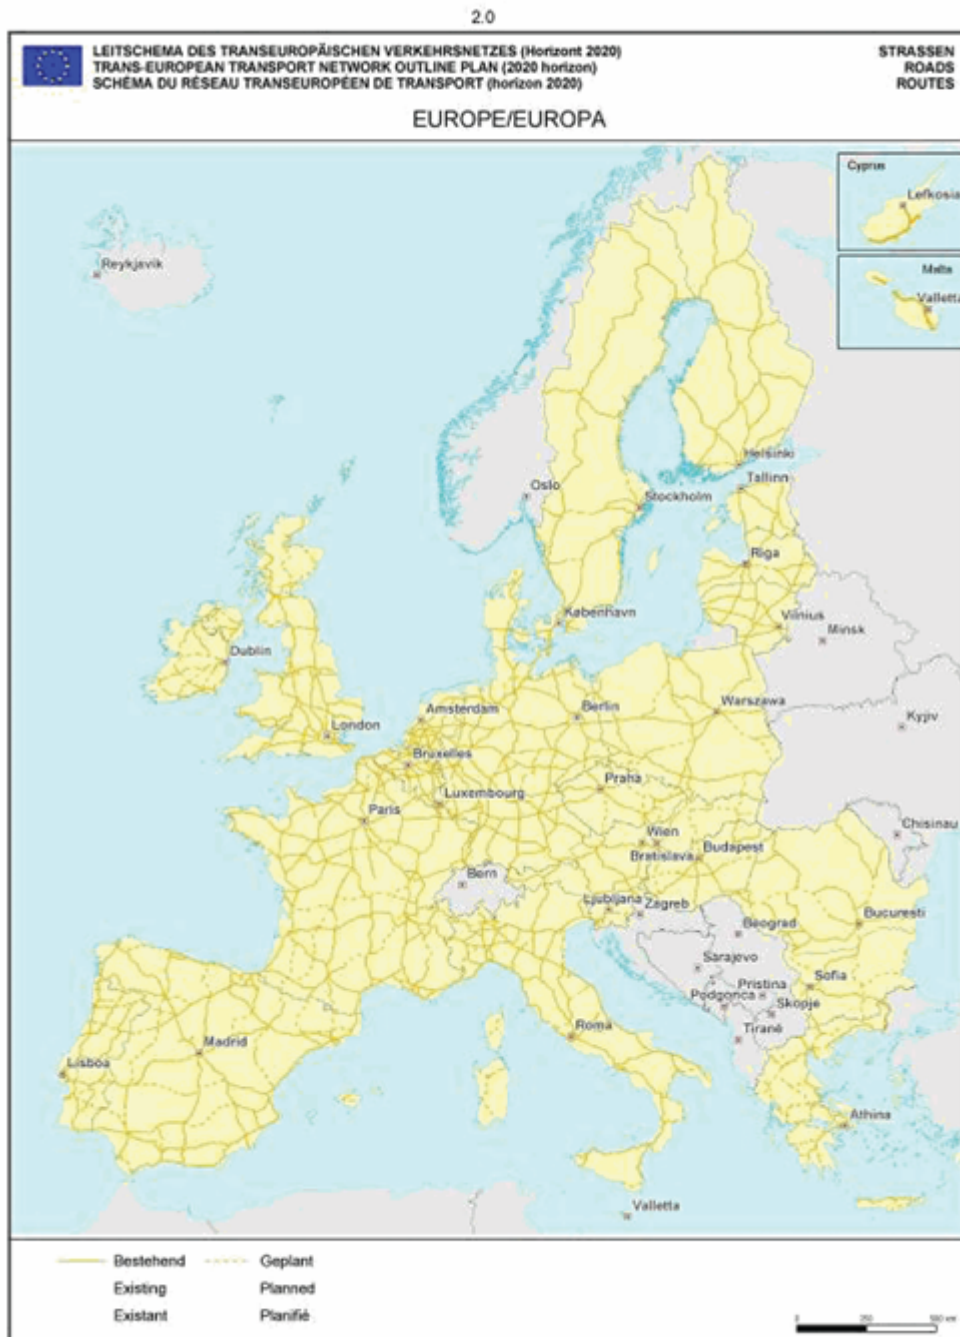 2.0
LEITSCHEMA DES TRANSEUROPÄISCHEN VERKEHRSNETZES (Horizont 2020)
TRANS-EUROPEAN TRANSPORT NETWORK OUTLINE PLAN (2020 horizon)
SCHÉMA DU RÉSEAU TRANSEUROPÉEN DE TRANSPORT (horizon 2020)
STRASSEN
ROADS
ROUTES
EUROPE/EUROPA
Cyprus
Lefkosia
Malta
Valletta
Reykjavik
Helsinki
Tallinn
Oslo
Stockholm
Riga
København
Vilnius
Minsk
Dublin
Amsterdam
Berlin
Warszawa
London
Kyjiv
Bruxelles
Praha
Luxembourg
Paris
Wien
Chisinau
Bratislava
Budapest
Bern
Ljubljana
Zagreb
Bucuresti
Beograd
Sarajevo
Sofia
Pristina
Podgorica
Skopje
Roma
Tiranë
Madrid
Lisboa
Athina
Valletta
Bestehend
Geplant
Existing
Planned
Existant
Planifié
0
250
500 km